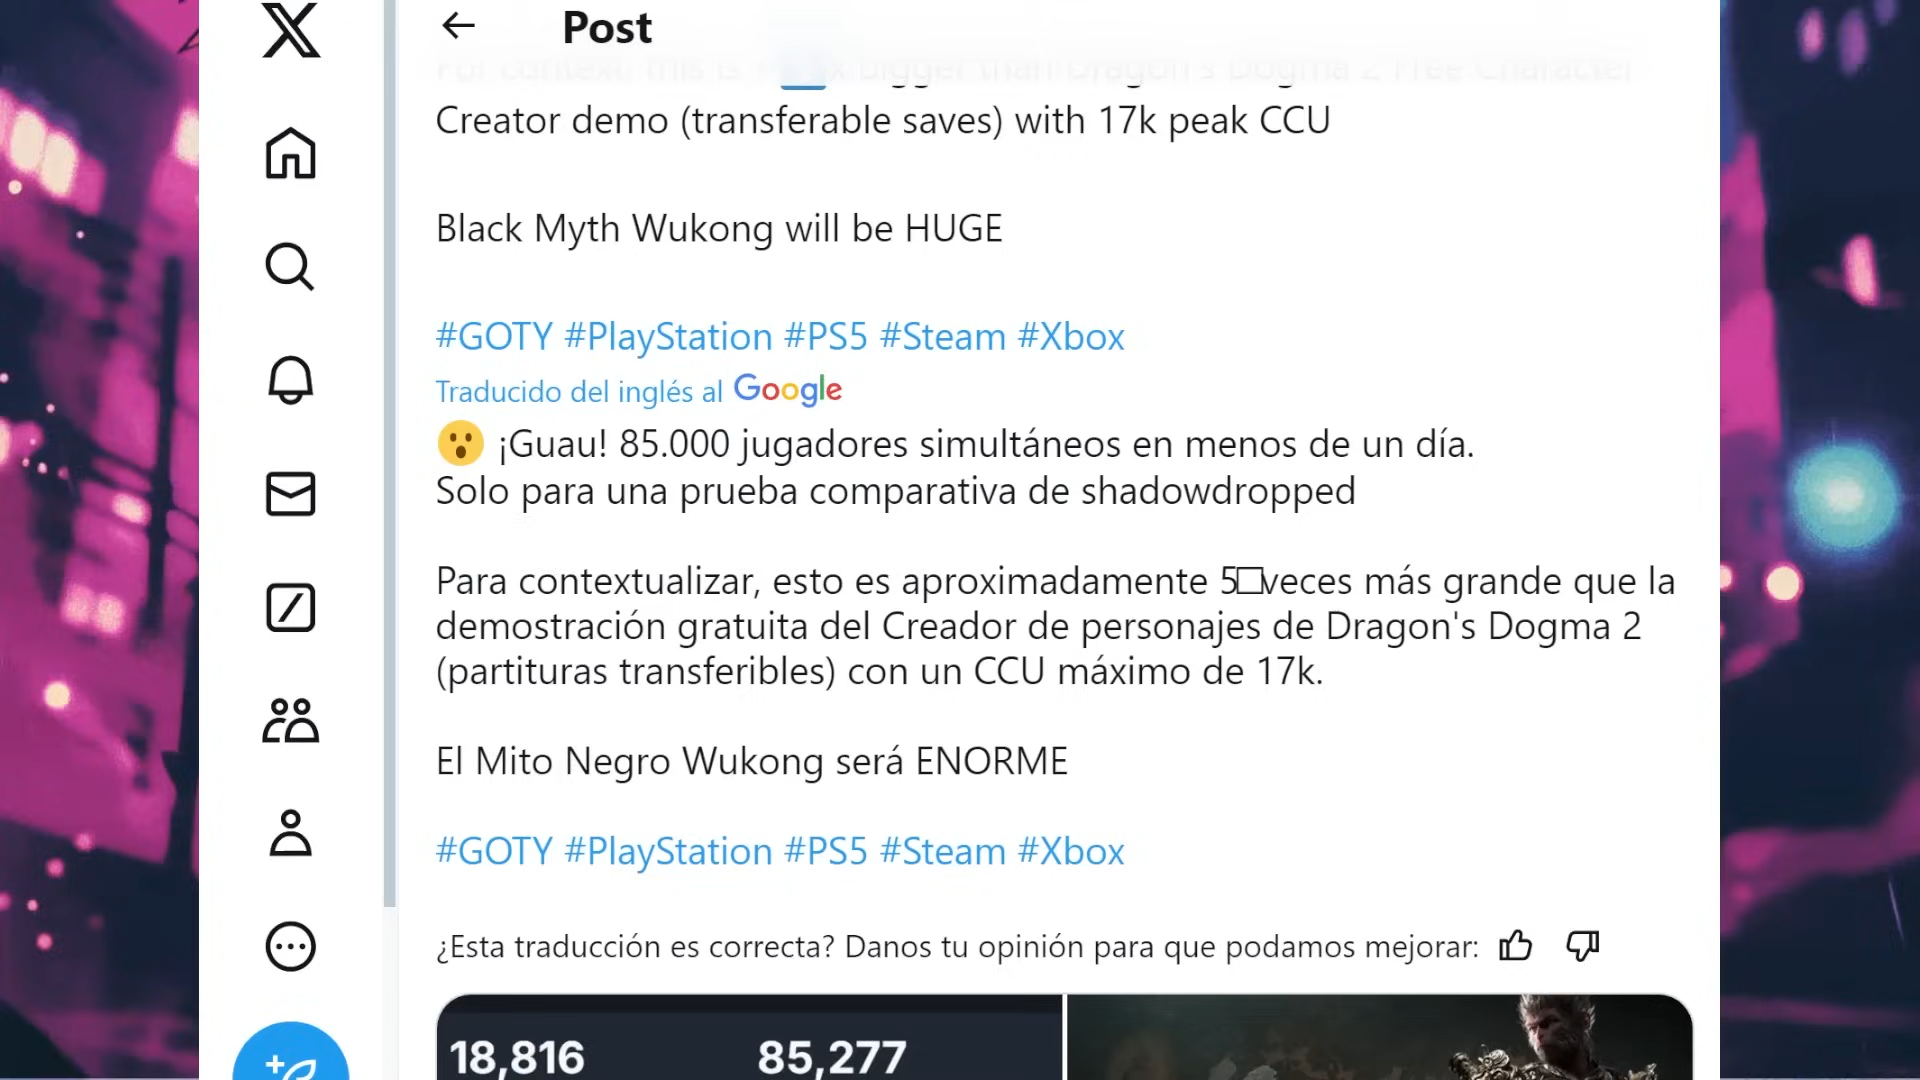 Post
Creator demo (transferable saves) with 17k peak CCU
Black Myth Wukong will be HUGE
#GOTY #PlayStation #PS5 #Steam #Xbox
Traducido del inglés al Google
😮 ¡Guau! 85.000 jugadores simultáneos en menos de un día.
Solo para una prueba comparativa de shadowdropped
Para contextualizar, esto es aproximadamente 5□veces más grande que la
demostración gratuita del Creador de personajes de Dragon's Dogma 2
(partituras transferibles) con un CCU máximo de 17k.
El Mito Negro Wukong será ENORME
#GOTY #PlayStation #PS5 #Steam #Xbox
¿Esta traducción es correcta? Danos tu opinión para que podamos mejorar:
18,816 85,277